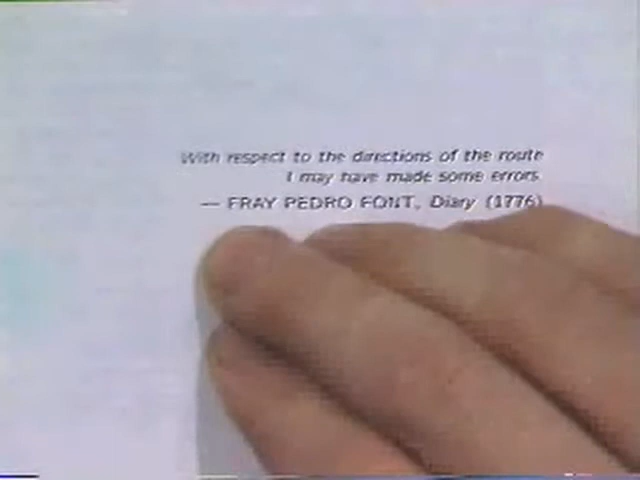 With respect to the directions of the route
I may have made some errors.
— FRAY PEDRO FONT, Diary (1776)